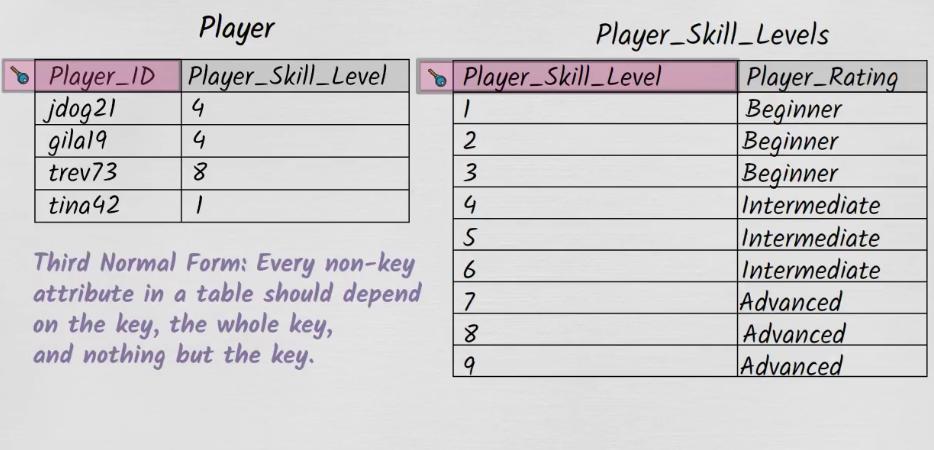 Player
Player_ID Player_Skill_Level
jdog21 4
gila19 4
trev73 8
tina42 1
Third Normal Form: Every non-key
attribute in a table should depend
on the key, the whole key,
and nothing but the key.
Player_Skill_Levels
Player_Skill_Level Player_Rating
1 Beginner
2 Beginner
3 Beginner
4 Intermediate
5 Intermediate
6 Intermediate
7 Advanced
8 Advanced
9 Advanced